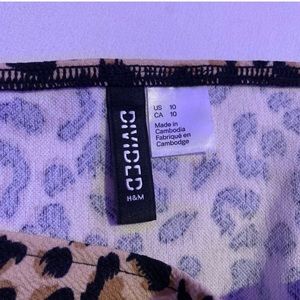 DIVIDED
H&M
US 10
CA 10
Made in
Cambodia
Fabriqué en
Cambodge